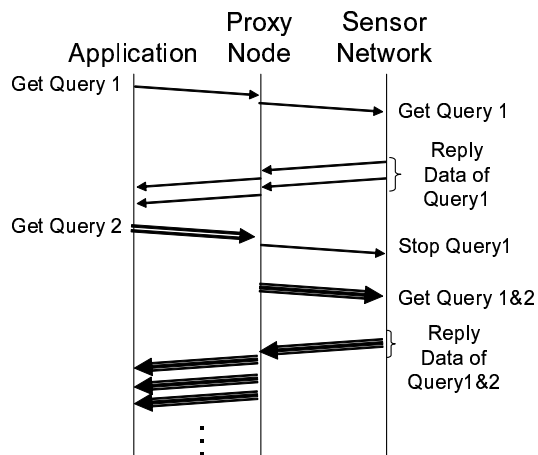 Application
Proxy
Node
Sensor
Network
Get Query 1
Get Query 1
Reply
Data of
Query1
Get Query 2
Stop Query1
Get Query 1&2
Reply
Data of
Query1&2